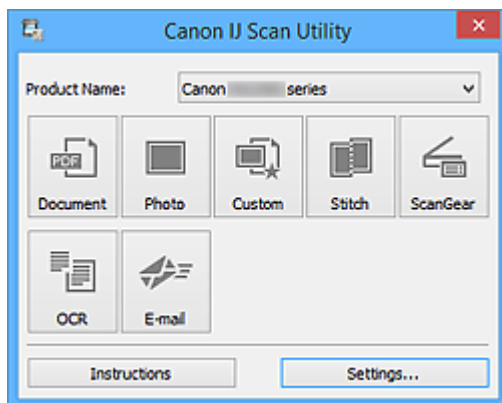 Canon IJ Scan Utility
Product Name: Canon series
PDF
Document Photo Custom Stitch ScanGear
OCR E-mail
Instructions Settings...